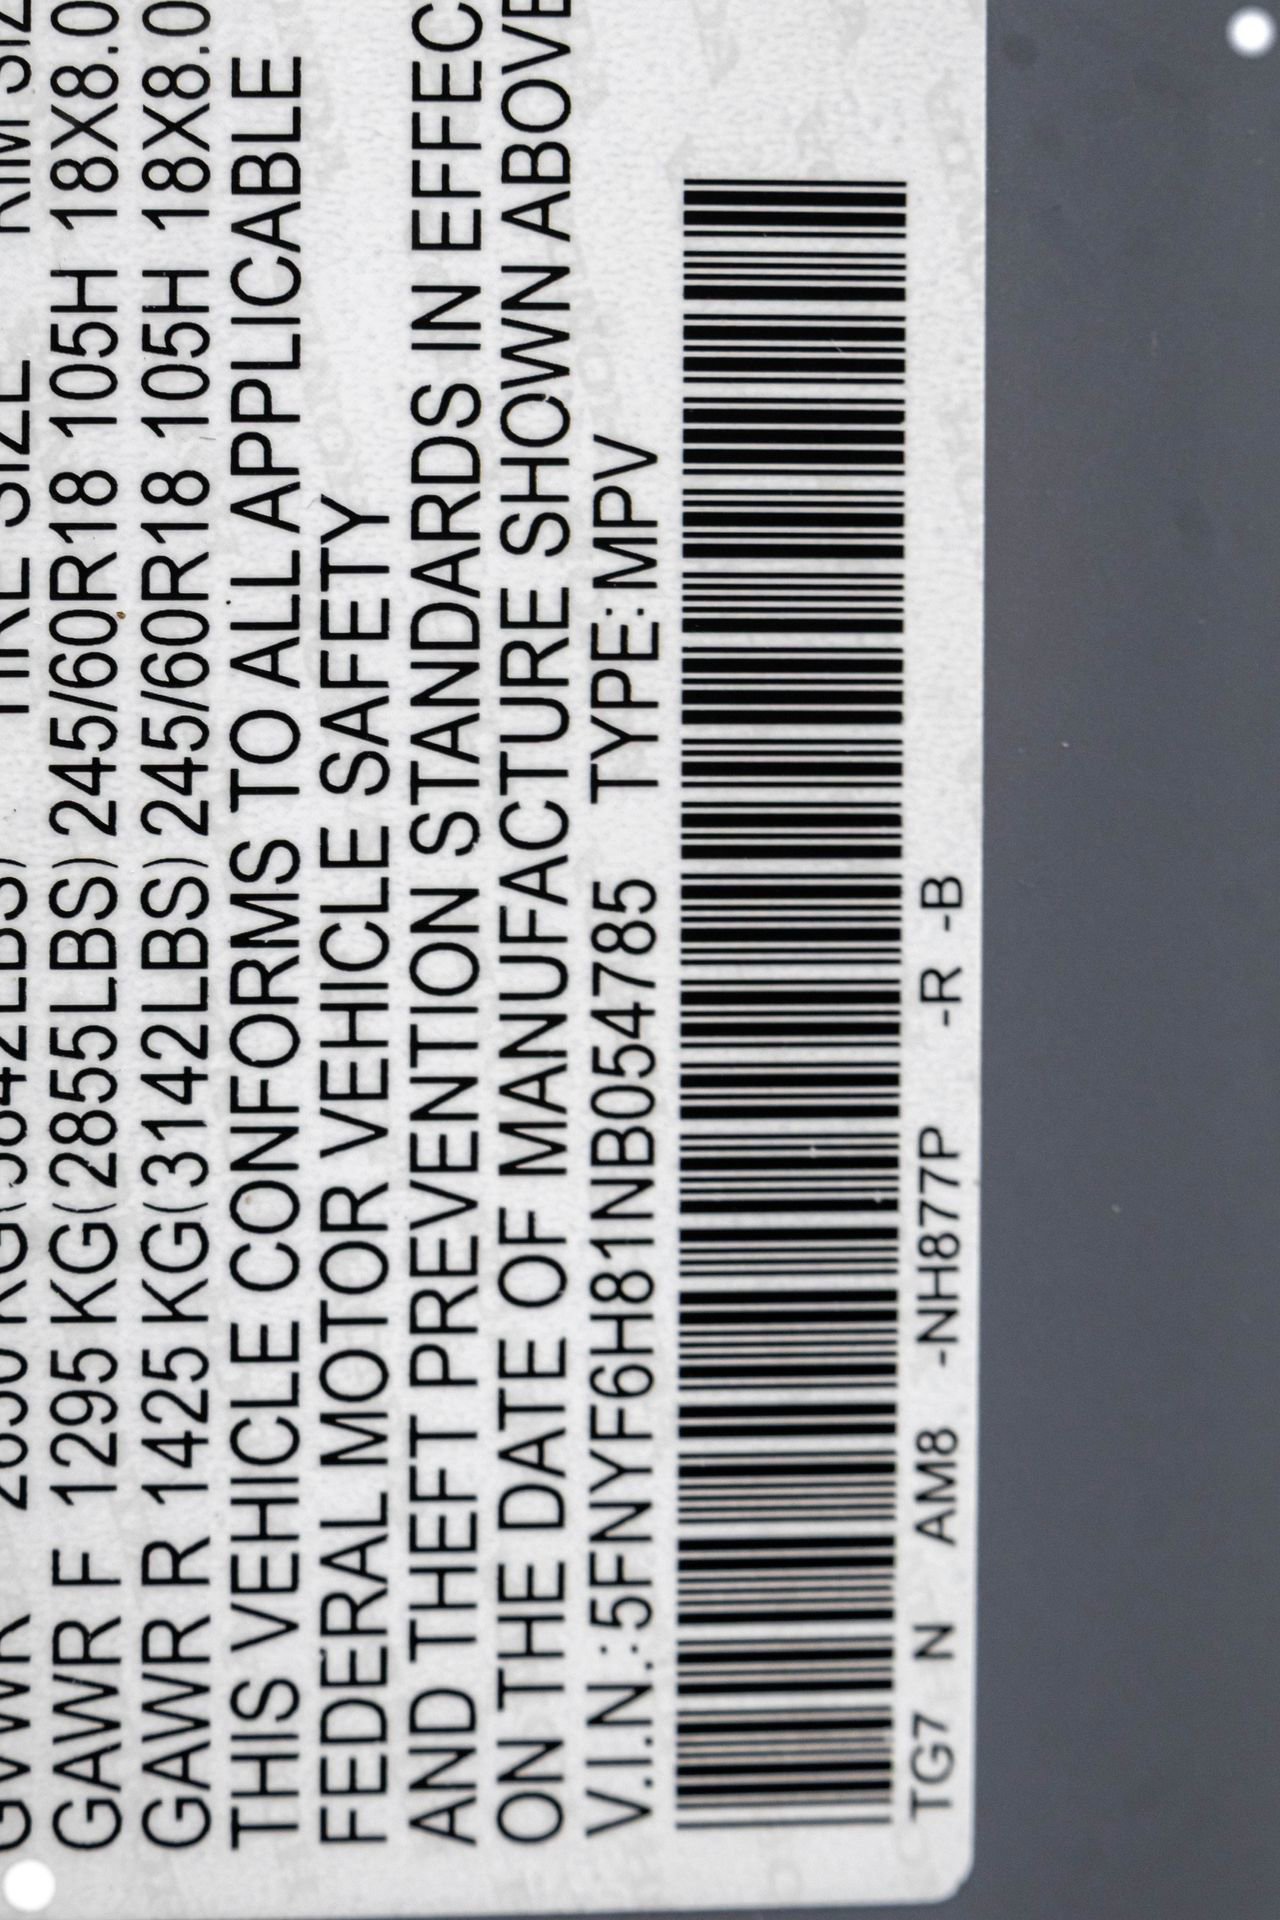 GAWR F 1295 KG(2855LBS) 245/60R18 105H 18X8.0
GAWR R 1425 KG(3142LBS) 245/60R18 105H 18X8.0
THIS VEHICLE CONFORMS TO ALL APPLICABLE
FEDERAL MOTOR VEHICLE SAFETY
AND THEFT PREVENTION STANDARDS IN EFFEC
ON THE DATE OF MANUFACTURE SHOWN ABOVE
V.I.N.:5FNYF6H81NB054785 TYPE:MPV
TG7 N AM8 -NH877P -R -B